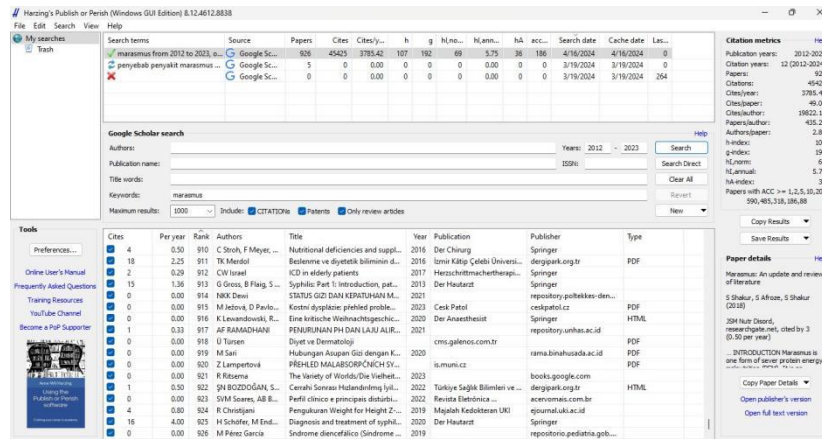 Harzing's Publish or Perish (Windows GUI Edition) 8.12.4612.8838
File Edit Search View Help
My searches
Trash
Search terms Source Papers Cites Cites/y... h g hI,no... hI,ann... hA acc... Search date Cache date Las...
marasmus from 2012 to 2023, o... Google Sc... 926 45425 3785.42 107 192 69 5.75 36 186 4/16/2024 4/16/2024 0
penyebab penyakit marasmus ... Google Sc... 5 0 0.00 0 0 0 0.00 0 0 3/19/2024 3/19/2024 0
Google Sc... 0 0 0.00 0 0 0 0.00 0 0 3/19/2024 3/19/2024 264
Google Scholar search Help
Authors: Years: 2012 - 2023 Search
Publication name: ISSN: Search Direct
Title words: Clear All
Keywords: marasmus Revert
Maximum results: 1000 Include: CITATIONs Patents Only review articles New
Tools
Preferences...
Online User's Manual
Frequently Asked Questions
Training Resources
YouTube Channel
Become a PoP Supporter
Using the
Publish or Perish
software
Cites Per year Rank Authors Title Year Publication Publisher Type
4 0.50 910 C Stroh, F Meyer, ... Nutritional deficiencies and suppl... 2016 Der Chirurg Springer
18 2.25 911 TK Merdol Beslenme ve diyetetik biliminin d... 2016 İzmir Kâtip Çelebi Üniversi... dergipark.org.tr PDF
2 0.29 912 CW Israel ICD in elderly patients 2017 Herzschrittmachertherapi... Springer
15 1.36 913 G Gross, B Flaig, S ... Syphilis: Part 1: Introduction, pat... 2013 Der Hautarzt Springer
0 0.00 914 NKK Dewi STATUS GIZI DAN KEPATUHAN M... 2021 repository.poltekkes-den...
0 0.00 915 M Ježová, D Pavlo... Kostní dysplázie: přehled proble... 2023 Cesk Patol ceskpatol.cz PDF
0 0.00 916 K Lewandowski, R... Eine kritische Weihnachtsgeschic... 2020 Der Anaesthesist Springer HTML
1 0.33 917 AF RAMADHANI PENURUNAN PH DAN LAJU ALIR... 2021 repository.unhas.ac.id
0 0.00 918 Ü Türsen Diyet ve Dermatoloji cms.galenos.com.tr PDF
0 0.00 919 M Sari Hubungan Asupan Gizi dengan K... 2020 rama.binahusada.ac.id PDF
0 0.00 920 Z Lampertová PŘEHLED MALABSORPČNÍCH SY... is.muni.cz PDF
0 0.00 921 R Ritsema The Variety of Worlds/Die Vielheit... 2023 books.google.com
1 0.50 922 ŞN BOZDOĞAN, S... Cerrahi Sonrası Hızlandırılmış İyil... 2022 Türkiye Sağlık Bilimleri ve ... dergipark.org.tr HTML
0 0.00 923 SVM Soares, AB B... Perfil clínico e principais distúrbi... 2022 Revista Eletrônica ... acervomais.com.br
4 0.80 924 R Christijani Pengukuran Weight for Height Z-... 2019 Majalah Kedokteran UKI ejournal.uki.ac.id
16 4.00 925 H Schöfer, M End... Diagnosis and treatment of syphil... 2020 Der Hautarzt Springer
0 0.00 926 M Pérez García Síndrome diencefálico (Síndrome ... 2019 repositorio.pediatria.gob....
Citation metrics He
Publication years: 2012-202
Citation years: 12 (2012-2024
Papers: 92
Citations: 4542
Cites/year: 3785.4
Cites/paper: 49.0
Cites/author: 19822.1
Papers/author: 435.2
Authors/paper: 2.8
h-index: 10
g-index: 19
hI,norm: 6
hI,annual: 5.7
hA-index: 3
Papers with ACC >= 1,2,5,10,20
590,485,318,186,88
Copy Results
Save Results
Paper details He
Marasmus: An update and review
of literature
S Shakur, S Afroze, S Shakur
(2018)
JSM Nutr Disord,
researchgate.net, cited by 3
(0.50 per year)
... INTRODUCTION Marasmus is
one form of sever protein energy
Copy Paper Details
Open publisher's version
Open full text version